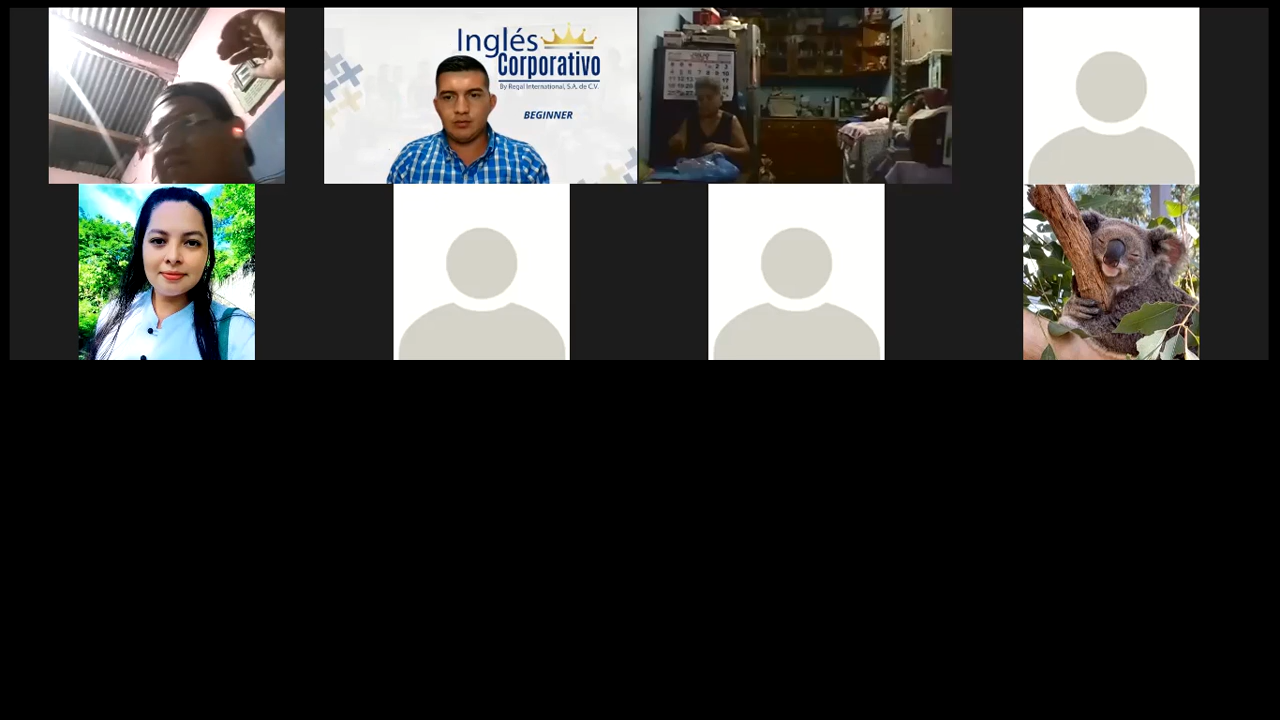 Inglés
Corporativo
By Regal International, S.A. de C.V.
BEGINNER